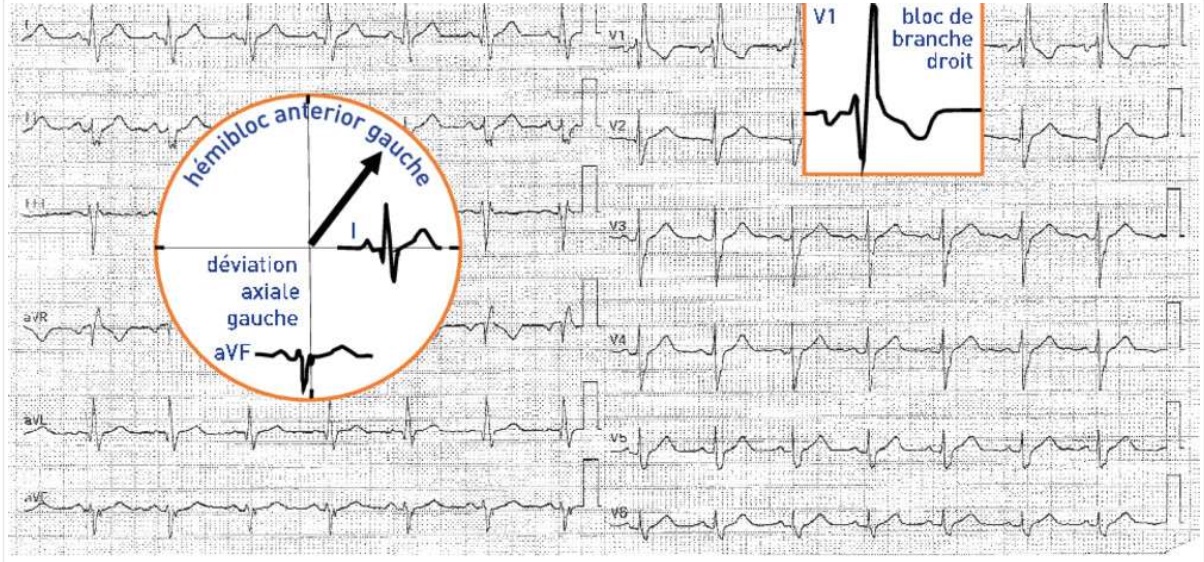 I
II
III
aVR
aVL
aVF
hémibloc anterior gauche
I
déviation
axiale
gauche
aVF
V1
V2
V3
V4
V5
V6
V1
bloc de
branche
droit